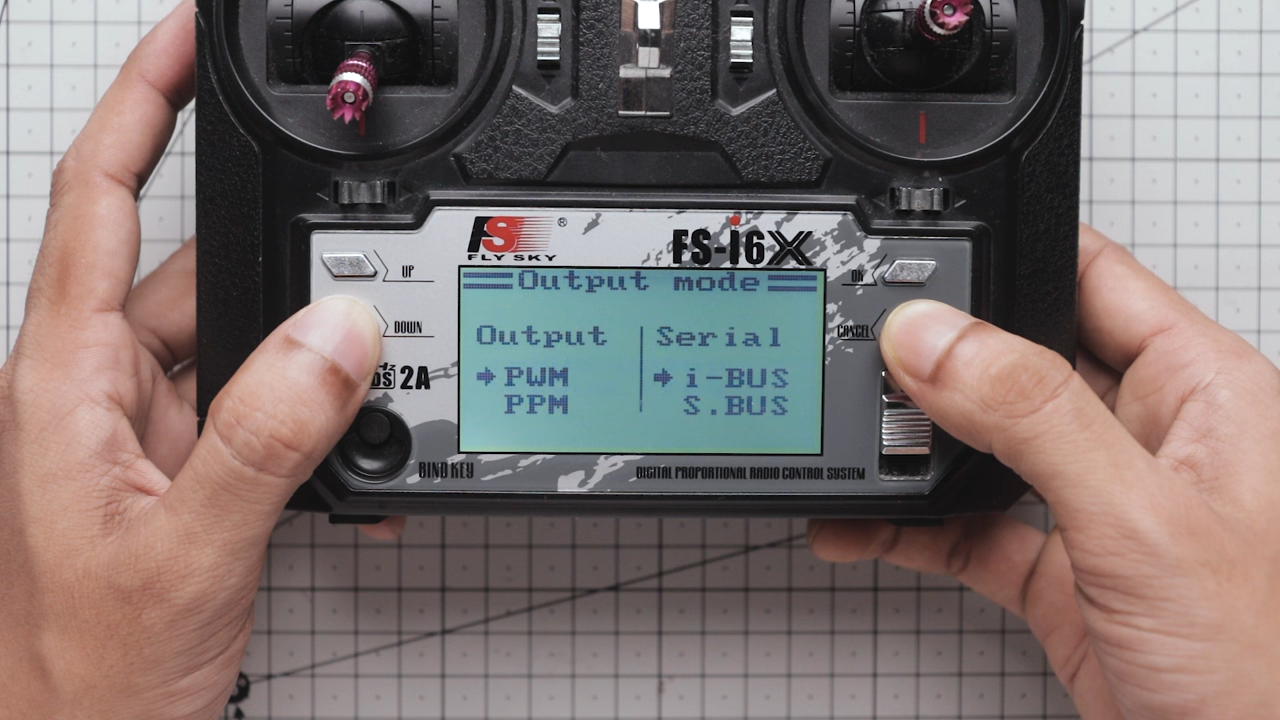 FS ®
FLY SKY
FS-i6X
UP
DOWN
2A
BIND KEY
Output mode
Output
Serial
➔ PWM
➔ i-BUS
PPM
S.BUS
OK
CANCEL
DIGITAL PROPORTIONAL RADIO CONTROL SYSTEM